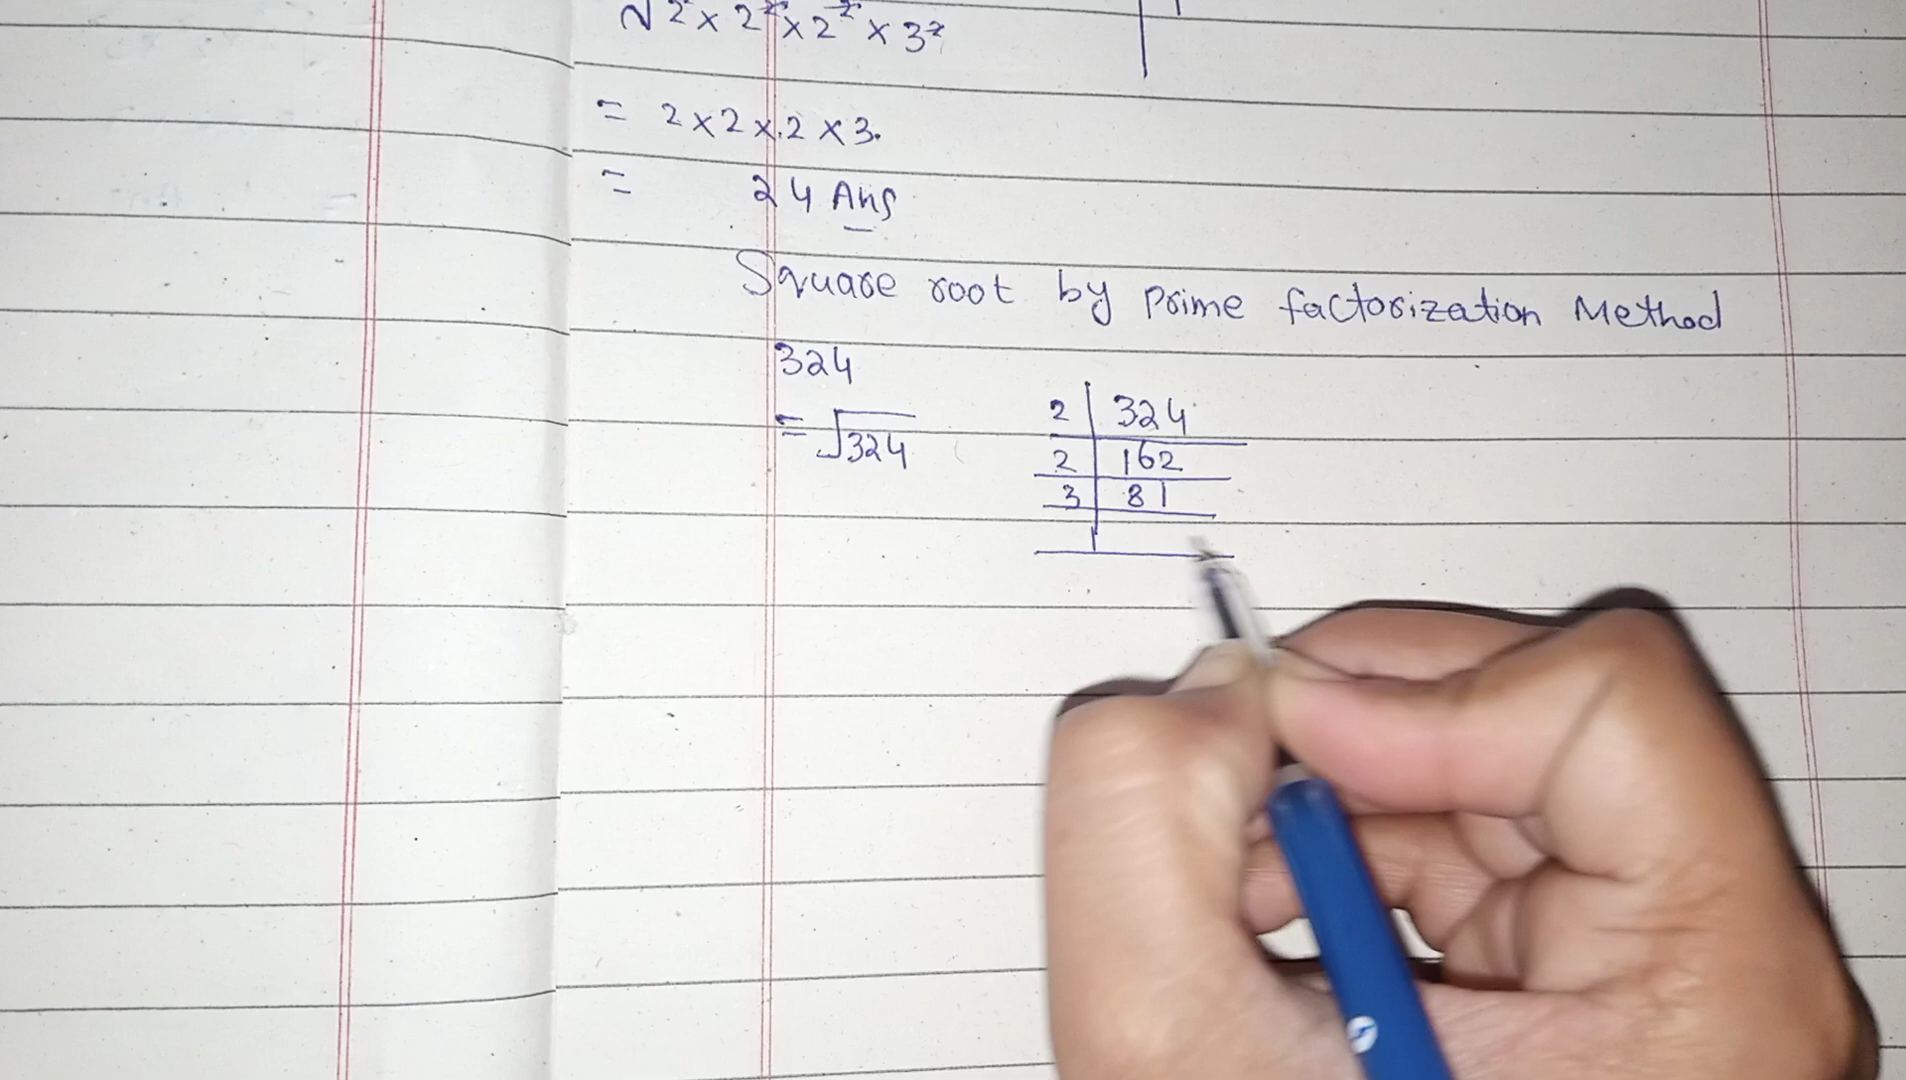 √2² x 2² x 2² x 3²
= 2 x 2 x 2 x 3.
= 24 Ans
Square root by Prime factorization Method
324
= √324
2 | 324
2 | 162
3 | 81